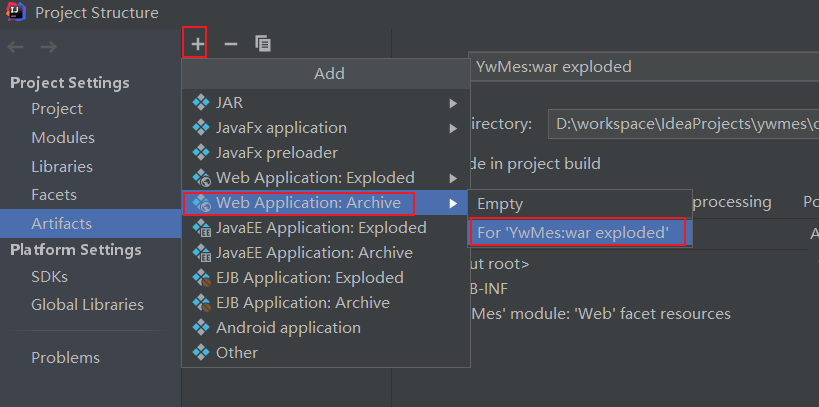 Project Structure
Project Settings
Project
Modules
Libraries
Facets
Artifacts
Platform Settings
SDKs
Global Libraries
Problems
Add
JAR
JavaFx application
JavaFx preloader
Web Application: Exploded
Web Application: Archive
JavaEE Application: Exploded
JavaEE Application: Archive
EJB Application: Exploded
EJB Application: Archive
Android application
Other
Empty
For 'YwMes:war exploded'
YwMes:war exploded
irectory: D:\workspace\IdeaProjects\ywmes\o
de in project build
processing Po
A
ut root>
B-INF
Mes' module: 'Web' facet resources